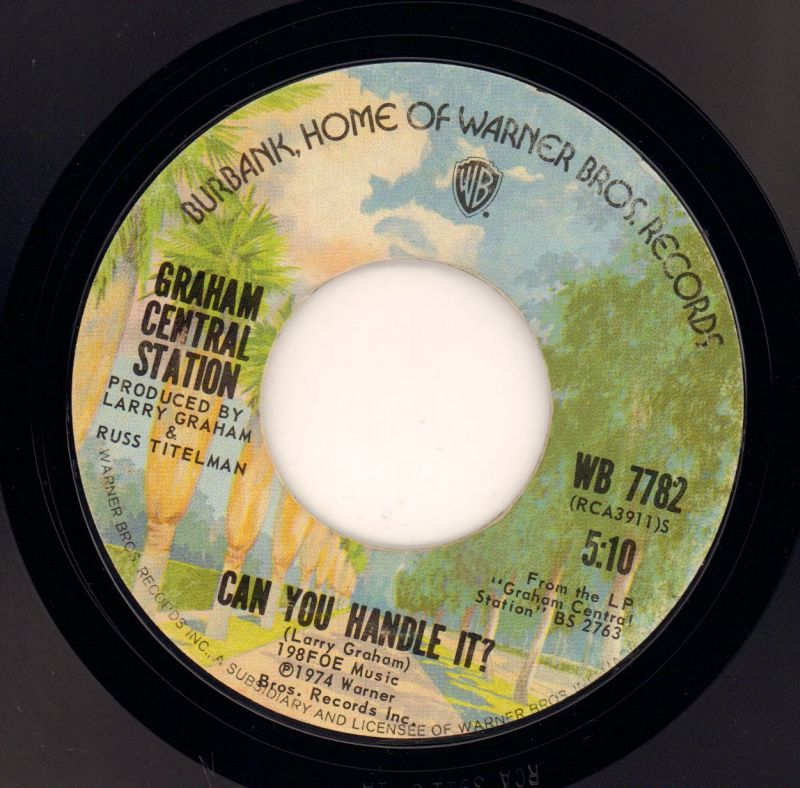 BURBANK, HOME OF WARNER BROS. RECORDS
WB
GRAHAM
CENTRAL
STATION
PRODUCED BY
LARRY GRAHAM
&
RUSS TITELMAN
WB 7782
(RCA3911)S
5:10
From the LP
"Graham Central
Station" BS 2763
CAN YOU HANDLE IT?
(Larry Graham)
198FOE Music
℗1974 Warner
Bros. Records Inc.
WARNER BROS. RECORDS INC., A SUBSIDIARY AND LICENSEE OF WARNER BROS.